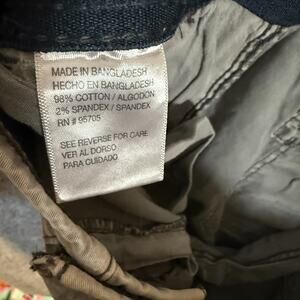 MADE IN BANGLADESH
HECHO EN BANGLADESH
98% COTTON / ALGODON
2% SPANDEX / SPANDEX
RN # 95705
SEE REVERSE FOR CARE
VER AL DORSO
PARA CUIDADO